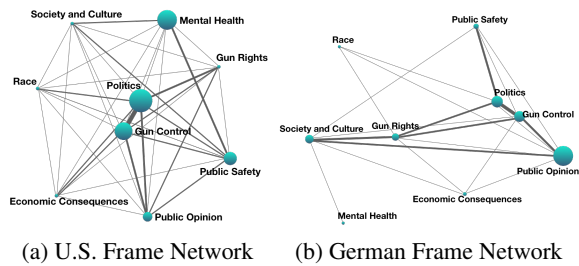 Society and Culture
Mental Health
Gun Rights
Race
Politics
Gun Control
Public Safety
Economic Consequences
Public Opinion
(a) U.S. Frame Network
Public Safety
Race
Politics
Gun Control
Gun Rights
Society and Culture
Public Opinion
Economic Consequences
Mental Health
(b) German Frame Network